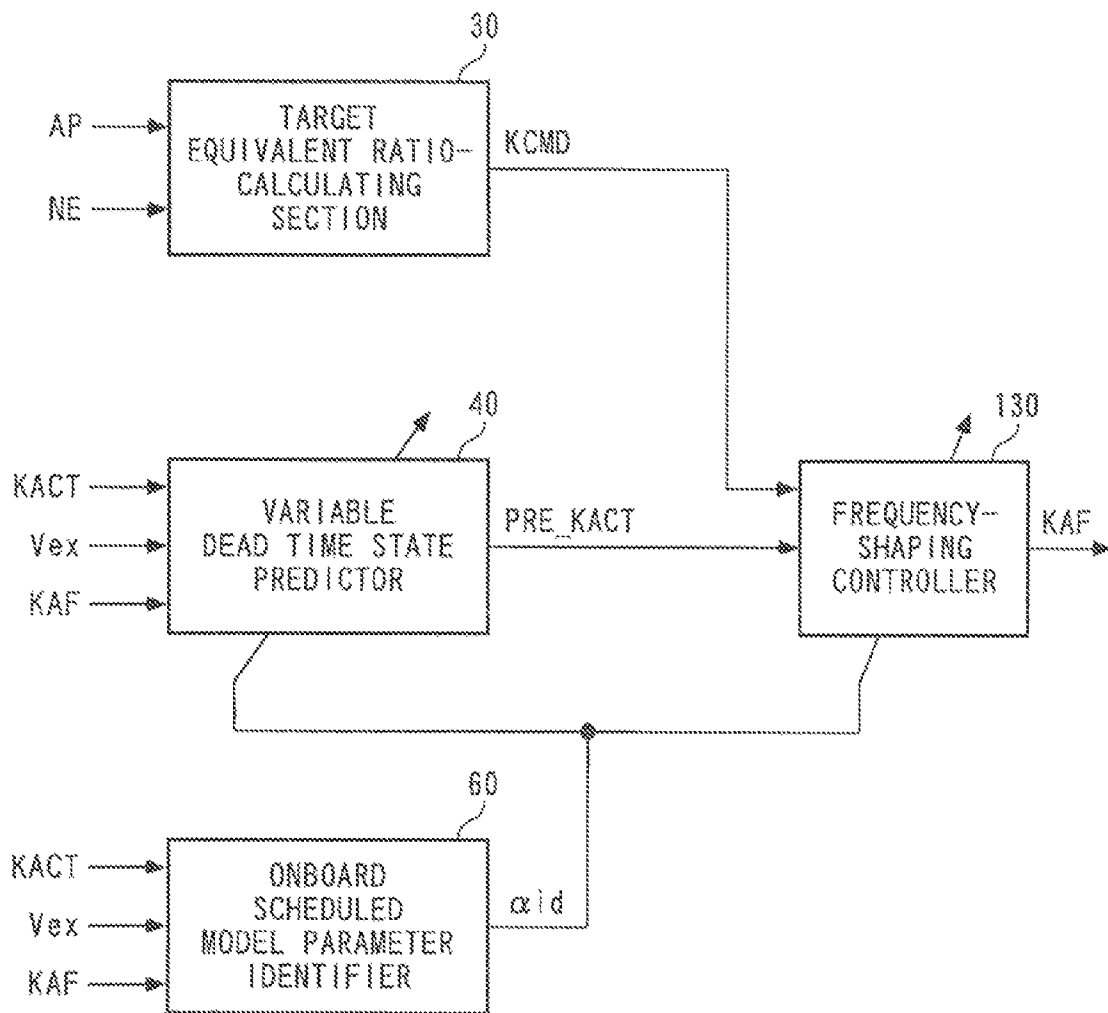 30
AP
NE
TARGET
EQUIVALENT RATIO-
CALCULATING
SECTION
KCMD
40
KACT
Vex
KAF
VARIABLE
DEAD TIME STATE
PREDICTOR
PRE_KACT
130
FREQUENCY-
SHAPING
CONTROLLER
KAF
60
KACT
Vex
KAF
ONBOARD
SCHEDULED
MODEL PARAMETER
IDENTIFIER
αid